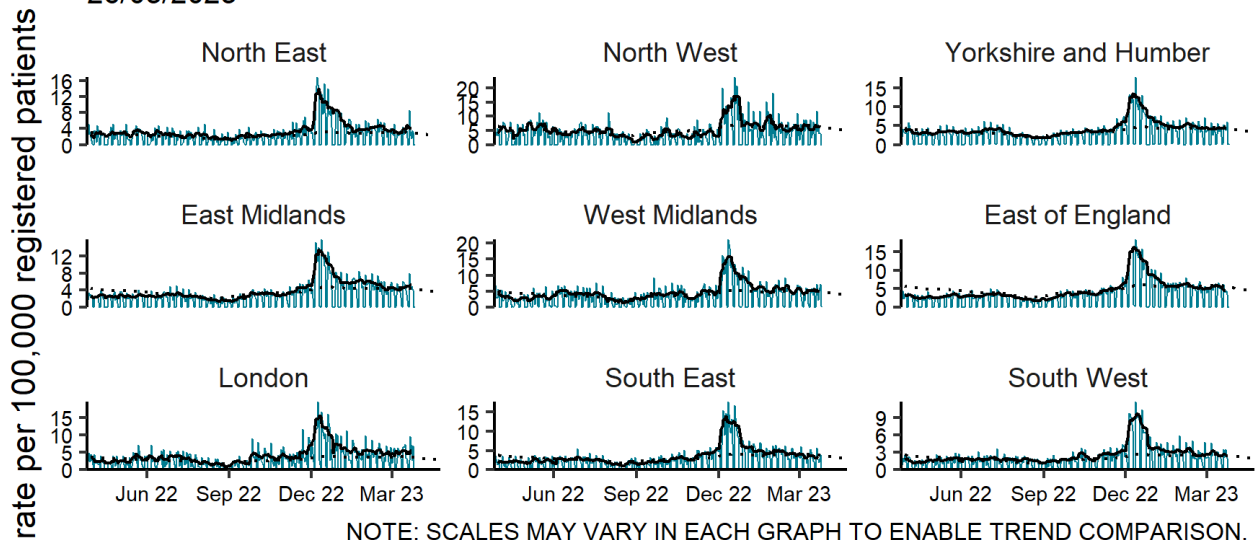 rate per 100,000 registered patients
North East
16
12
8
4
0
North West
20
15
10
5
0
Yorkshire and Humber
15
10
5
0
East Midlands
12
8
4
0
West Midlands
20
15
10
5
0
East of England
15
10
5
0
London
15
10
5
0
South East
15
10
5
0
South West
9
6
3
0
Jun 22 Sep 22 Dec 22 Mar 23
Jun 22 Sep 22 Dec 22 Mar 23
Jun 22 Sep 22 Dec 22 Mar 23
NOTE: SCALES MAY VARY IN EACH GRAPH TO ENABLE TREND COMPARISON.